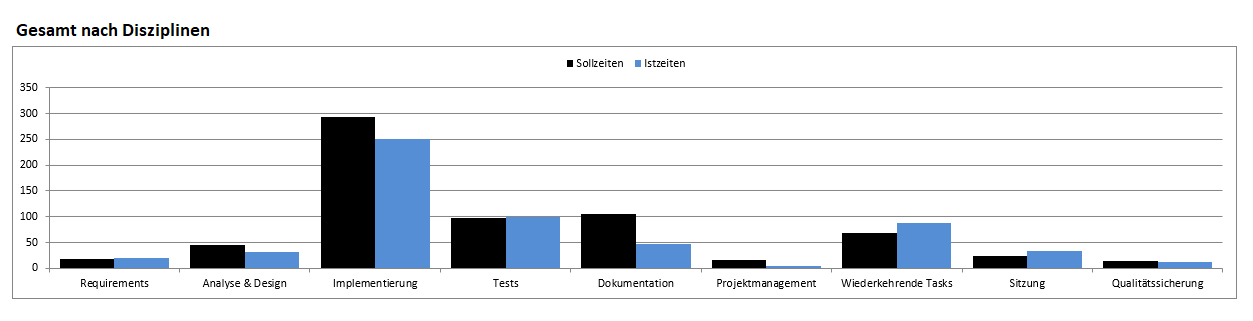 Gesamt nach Disziplinen
Sollzeiten Istzeiten
350
300
250
200
150
100
50
0
Requirements Analyse & Design Implementierung Tests Dokumentation Projektmanagement Wiederkehrende Tasks Sitzung Qualitätssicherung